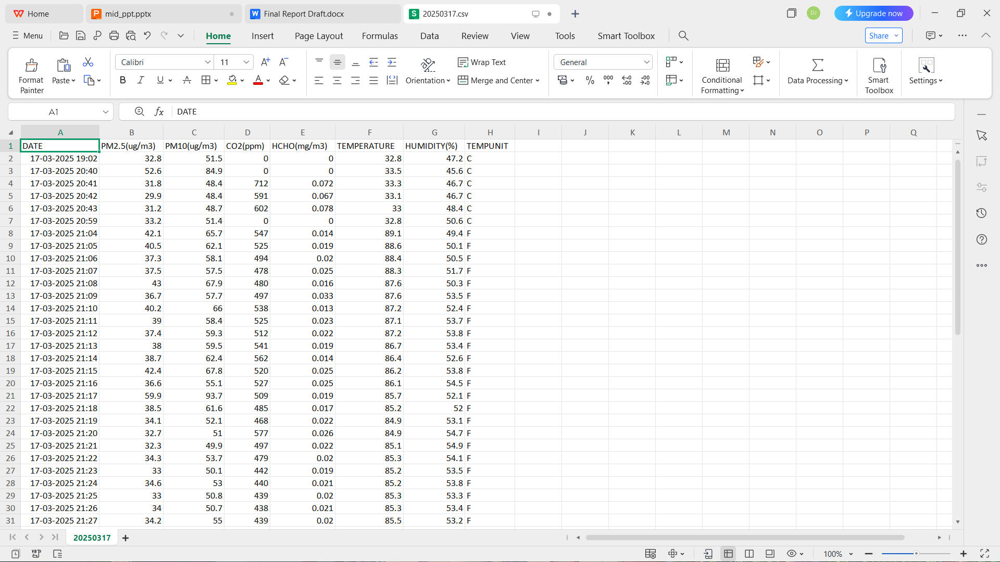 Home mid_ppt.pptx Final Report Draft.docx 20250317.csv DJ Upgrade now
Menu Home Insert Page Layout Formulas Data Review View Tools Smart Toolbox Share
Calibri 11 Wrap Text General
Format Painter Paste Orientation Merge and Center Conditional Formatting Data Processing Smart Toolbox Settings
A1 fx DATE
A B C D E F G H I J K L M N O P Q
1 DATE PM2.5(ug/m3) PM10(ug/m3) CO2(ppm) HCHO(mg/m3) TEMPERATURE HUMIDITY(%) TEMPUNIT
2 17-03-2025 19:02 32.8 51.5 0 0 32.8 47.2 C
3 17-03-2025 20:40 52.6 84.9 0 0 33.5 45.6 C
4 17-03-2025 20:41 31.8 48.4 712 0.072 33.3 46.7 C
5 17-03-2025 20:42 29.9 48.4 591 0.067 33.1 46.7 C
6 17-03-2025 20:43 31.2 48.7 602 0.078 33 48.4 C
7 17-03-2025 20:59 33.2 51.4 0 0 32.8 50.6 C
8 17-03-2025 21:04 42.1 65.7 547 0.014 89.1 49.4 F
9 17-03-2025 21:05 40.5 62.1 525 0.019 88.6 50.1 F
10 17-03-2025 21:06 37.3 58.1 494 0.02 88.4 50.5 F
11 17-03-2025 21:07 37.5 57.5 478 0.025 88.3 51.7 F
12 17-03-2025 21:08 43 67.9 480 0.016 87.6 50.3 F
13 17-03-2025 21:09 36.7 57.7 497 0.033 87.6 53.5 F
14 17-03-2025 21:10 40.2 66 538 0.013 87.2 52.4 F
15 17-03-2025 21:11 39 58.4 525 0.023 87.1 53.7 F
16 17-03-2025 21:12 37.4 59.3 512 0.022 87.2 53.8 F
17 17-03-2025 21:13 38 59.5 541 0.019 86.7 53.4 F
18 17-03-2025 21:14 38.7 62.4 562 0.014 86.4 52.6 F
19 17-03-2025 21:15 42.4 67.8 520 0.025 86.2 53.8 F
20 17-03-2025 21:16 36.6 55.1 527 0.025 86.1 54.5 F
21 17-03-2025 21:17 59.9 93.7 509 0.019 85.7 52.1 F
22 17-03-2025 21:18 38.5 61.6 485 0.017 85.2 52 F
23 17-03-2025 21:19 34.1 52.1 468 0.022 84.9 53.1 F
24 17-03-2025 21:20 32.7 51 577 0.026 84.9 54.7 F
25 17-03-2025 21:21 32.3 49.9 497 0.022 85.1 54.9 F
26 17-03-2025 21:22 34.3 53.7 479 0.02 85.3 54.1 F
27 17-03-2025 21:23 33 50.1 442 0.019 85.2 53.5 F
28 17-03-2025 21:24 34.6 53 440 0.021 85.2 53.8 F
29 17-03-2025 21:25 33 50.8 439 0.02 85.3 53.3 F
30 17-03-2025 21:26 34 50.7 438 0.021 85.3 53.4 F
31 17-03-2025 21:27 34.2 55 439 0.02 85.5 53.2 F
20250317
100%